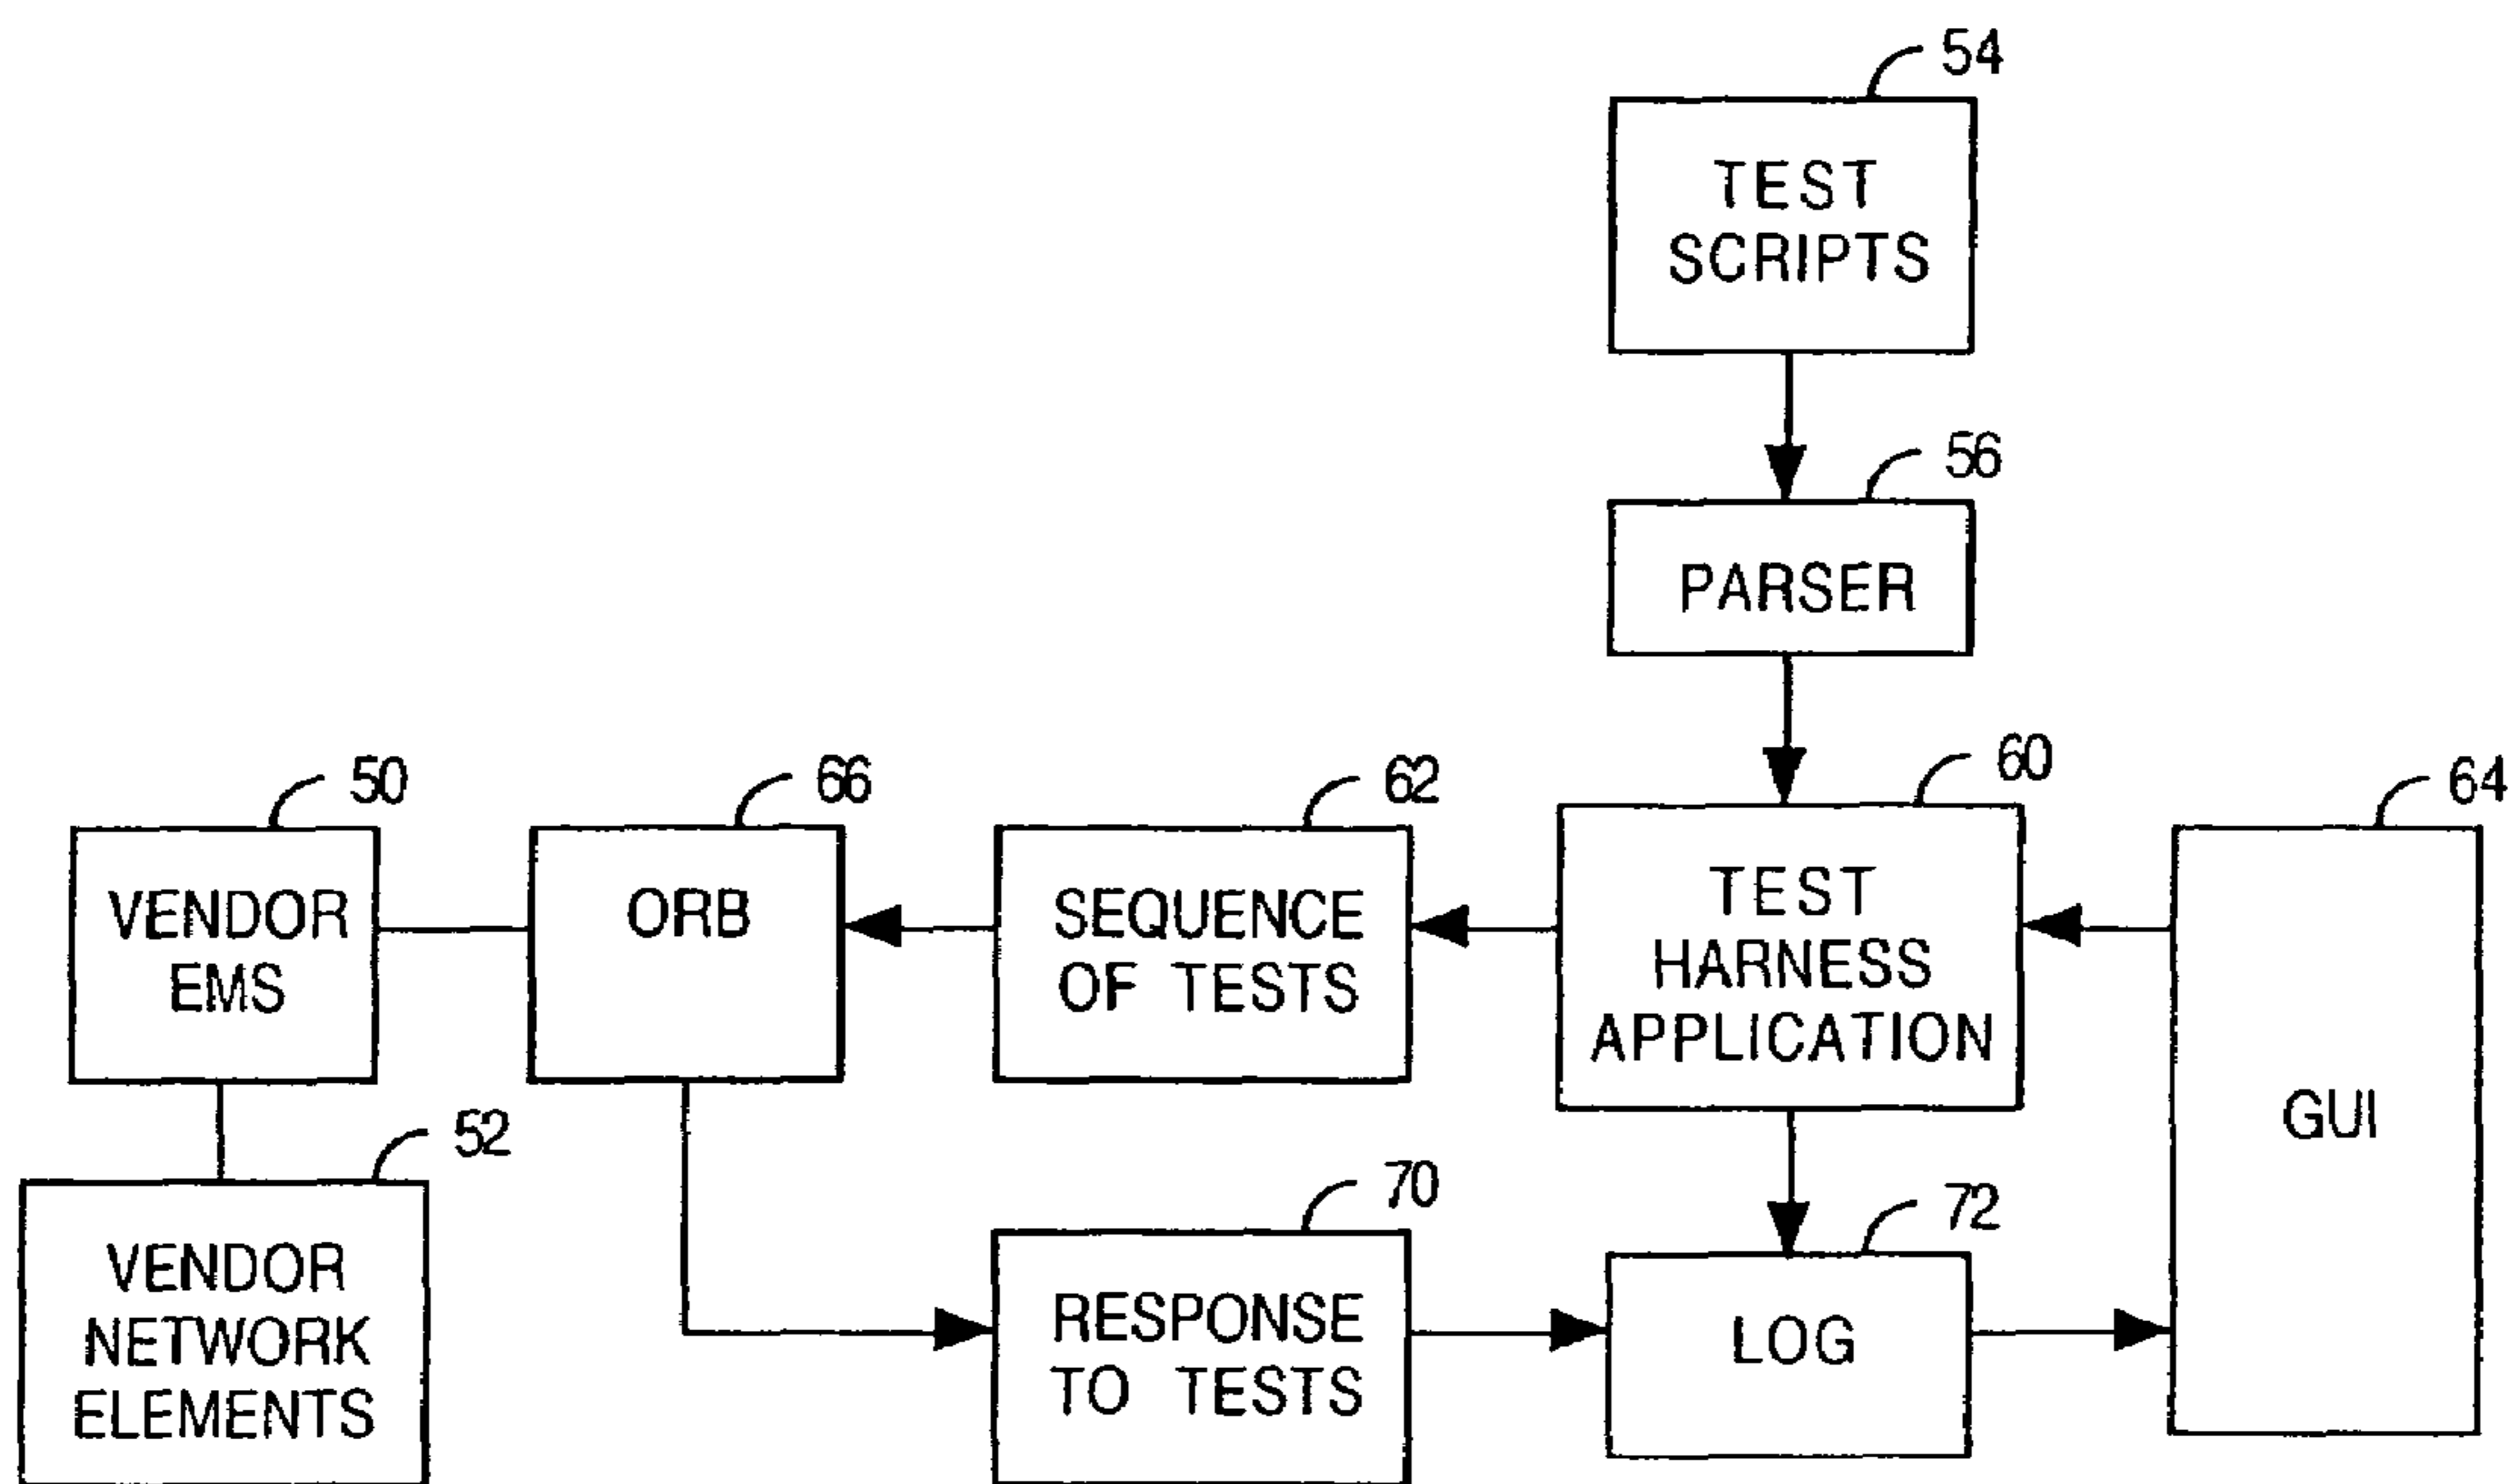 54
TEST
SCRIPTS
56
PARSER
50
66
62
60
64
VENDOR
EMS
ORB
SEQUENCE
OF TESTS
TEST
HARNESS
APPLICATION
GUI
52
70
72
VENDOR
NETWORK
ELEMENTS
RESPONSE
TO TESTS
LOG